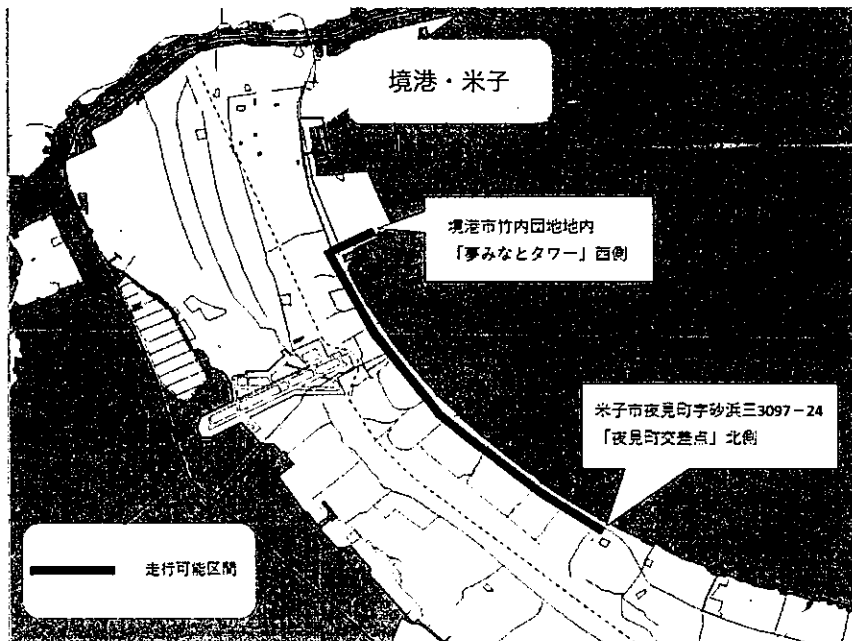 境港・米子
境港市竹内団地地内
「夢みなとタワー」西側
米子市夜見町字砂浜三3097－24
「夜見町交差点」北側
走行可能区間